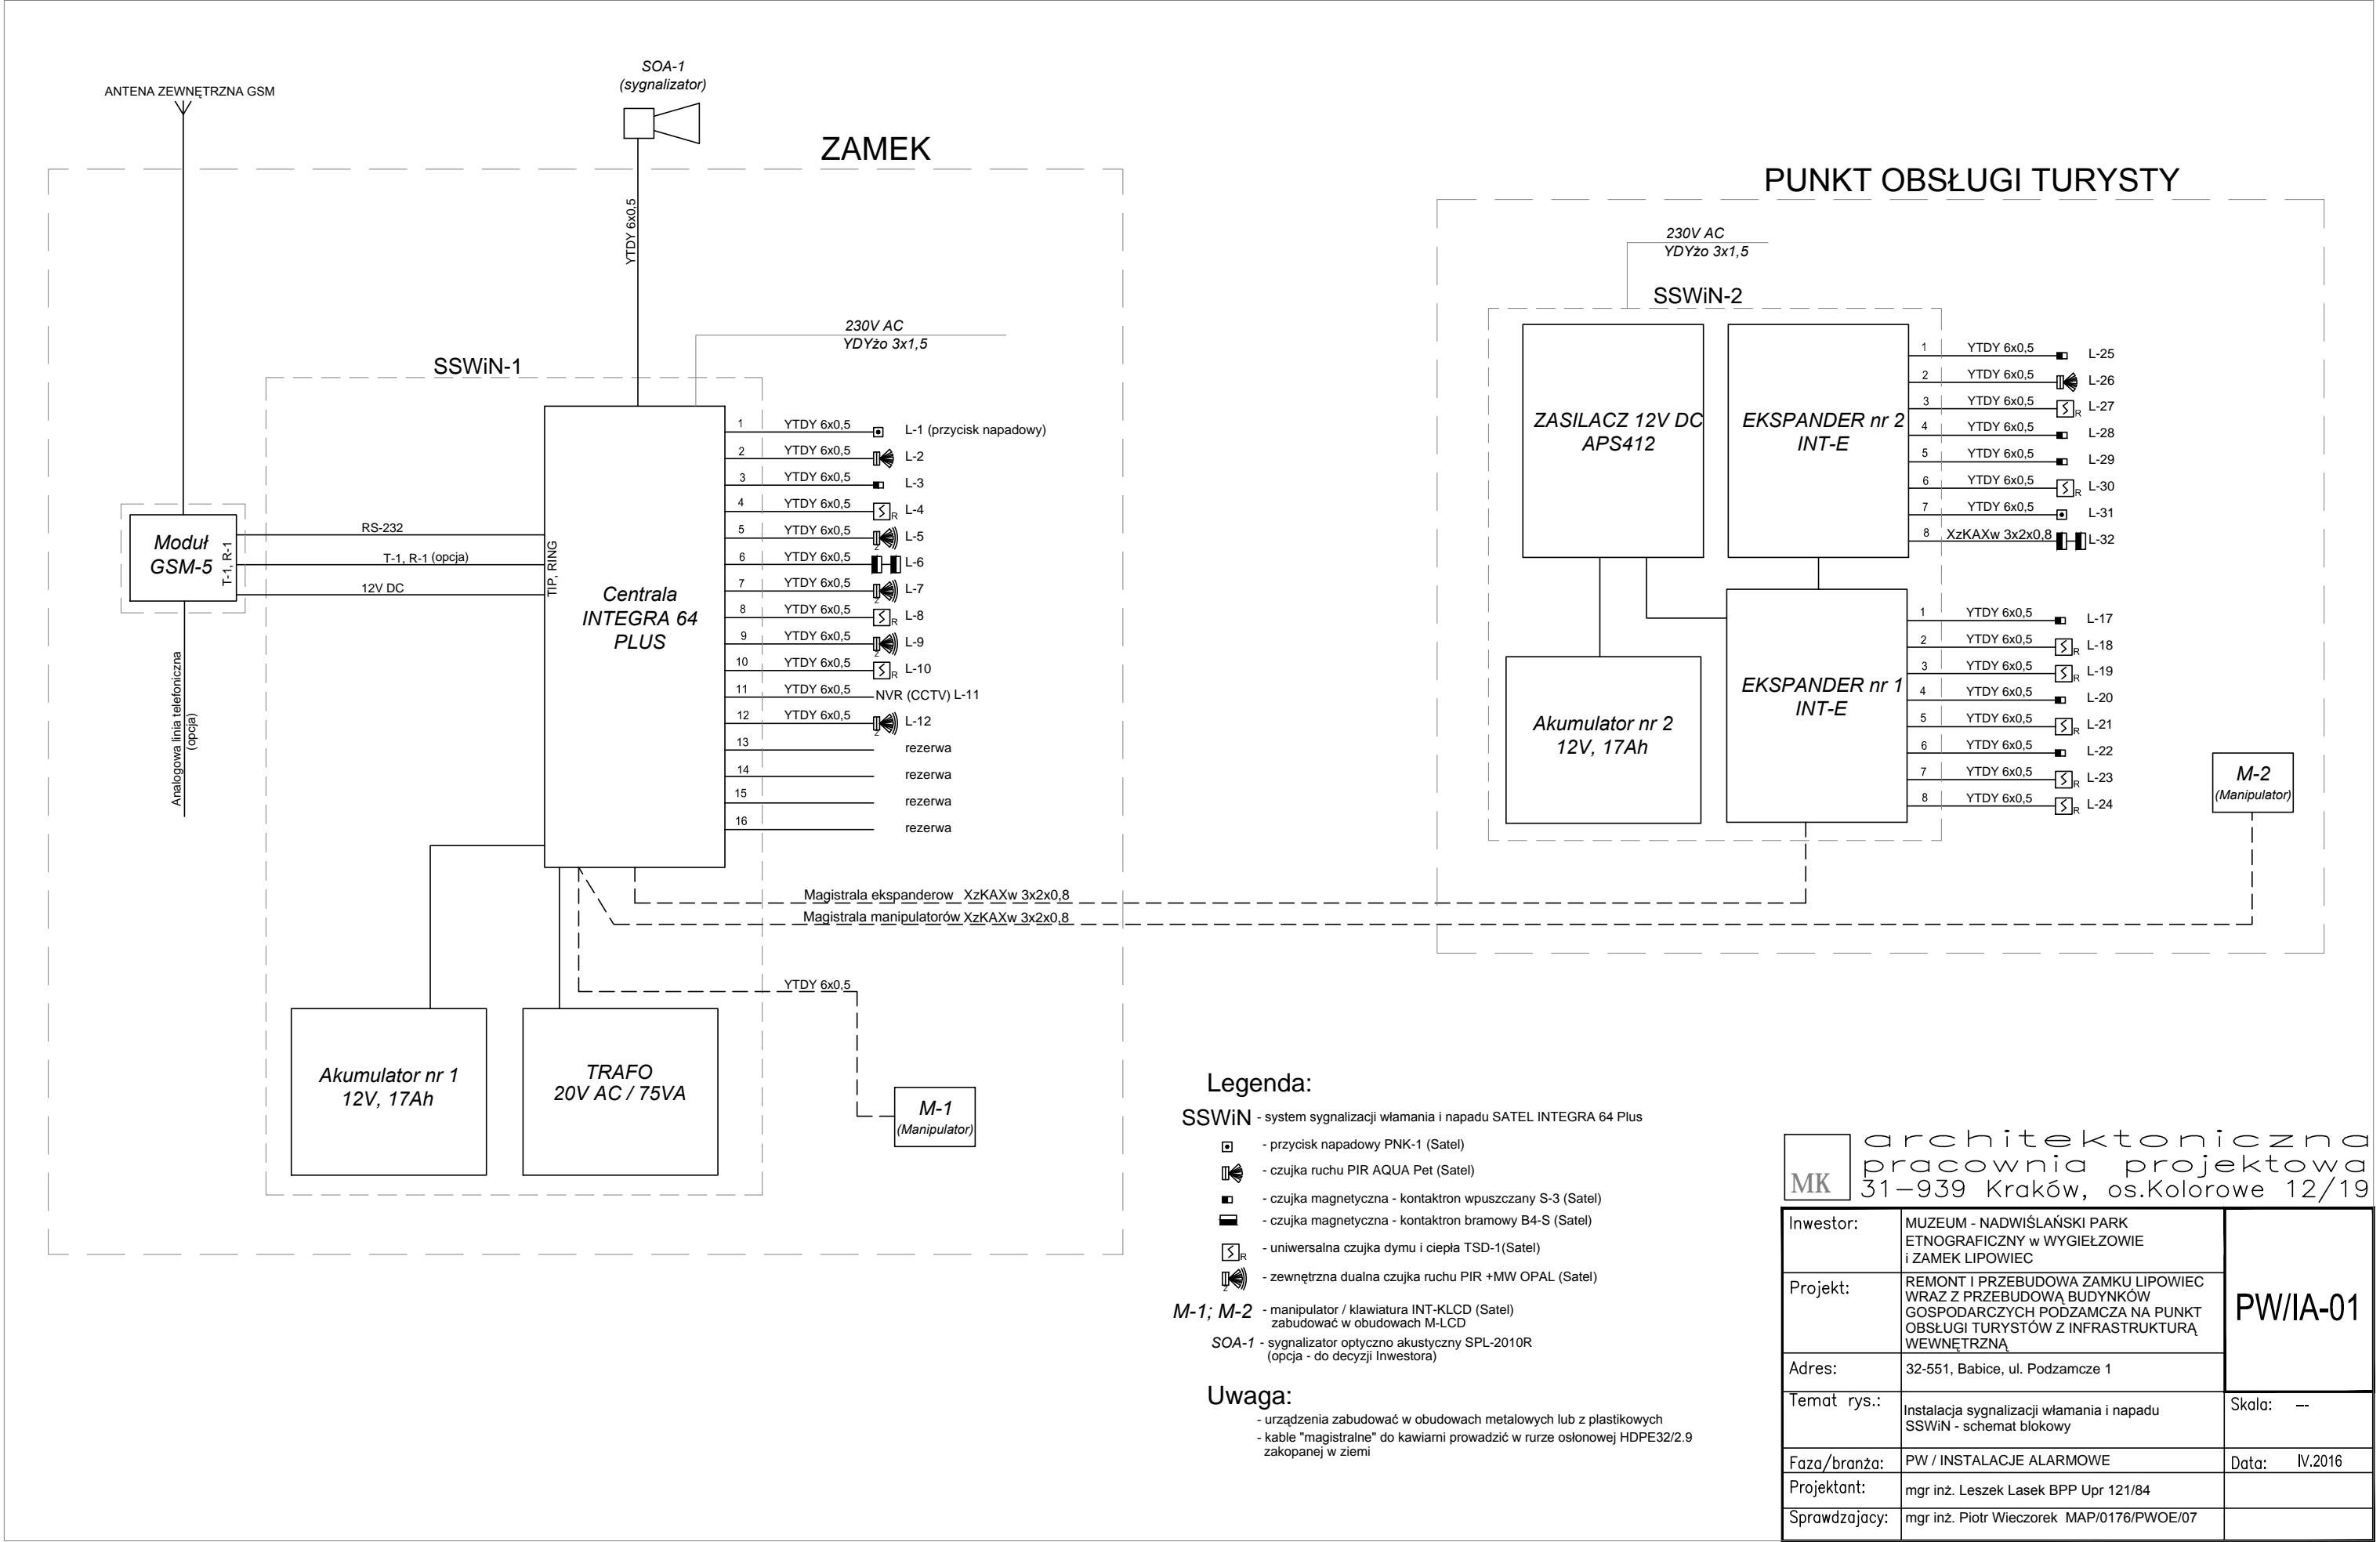 ANTENA ZEWNĘTRZNA GSM
SOA-1
(sygnalizator)
ZAMEK
YTDY 6x0,5
230V AC
YDYżo 3x1,5
SSWiN-1
Moduł
GSM-5
T-1, R-1
RS-232
T-1, R-1 (opcja)
12V DC
TIP, RING
Analogowa linia telefoniczna
(opcja)
Centrala
INTEGRA 64
PLUS
1 YTDY 6x0,5 L-1 (przycisk napadowy)
2 YTDY 6x0,5 L-2
3 YTDY 6x0,5 L-3
4 YTDY 6x0,5 R L-4
5 YTDY 6x0,5 Z L-5
6 YTDY 6x0,5 L-6
7 YTDY 6x0,5 Z L-7
8 YTDY 6x0,5 R L-8
9 YTDY 6x0,5 Z L-9
10 YTDY 6x0,5 R L-10
11 YTDY 6x0,5 NVR (CCTV) L-11
12 YTDY 6x0,5 Z L-12
13 rezerwa
14 rezerwa
15 rezerwa
16 rezerwa
Magistrala ekspanderow XzKAXw 3x2x0,8
Magistrala manipulatorów XzKAXw 3x2x0,8
YTDY 6x0,5
Akumulator nr 1
12V, 17Ah
TRAFO
20V AC / 75VA
M-1
(Manipulator)
PUNKT OBSŁUGI TURYSTY
230V AC
YDYżo 3x1,5
SSWiN-2
ZASILACZ 12V DC
APS412
EKSPANDER nr 2
INT-E
1 YTDY 6x0,5 L-25
2 YTDY 6x0,5 L-26
3 YTDY 6x0,5 R L-27
4 YTDY 6x0,5 L-28
5 YTDY 6x0,5 L-29
6 YTDY 6x0,5 R L-30
7 YTDY 6x0,5 L-31
8 XzKAXw 3x2x0,8 L-32
Akumulator nr 2
12V, 17Ah
EKSPANDER nr 1
INT-E
1 YTDY 6x0,5 L-17
2 YTDY 6x0,5 R L-18
3 YTDY 6x0,5 R L-19
4 YTDY 6x0,5 L-20
5 YTDY 6x0,5 R L-21
6 YTDY 6x0,5 L-22
7 YTDY 6x0,5 R L-23
8 YTDY 6x0,5 R L-24
M-2
(Manipulator)
Legenda:
SSWiN - system sygnalizacji włamania i napadu SATEL INTEGRA 64 Plus
- przycisk napadowy PNK-1 (Satel)
- czujka ruchu PIR AQUA Pet (Satel)
- czujka magnetyczna - kontaktron wpuszczany S-3 (Satel)
- czujka magnetyczna - kontaktron bramowy B4-S (Satel)
R - uniwersalna czujka dymu i ciepła TSD-1(Satel)
Z - zewnętrzna dualna czujka ruchu PIR +MW OPAL (Satel)
M-1; M-2 - manipulator / klawiatura INT-KLCD (Satel)
zabudować w obudowach M-LCD
SOA-1 - sygnalizator optyczno akustyczny SPL-2010R
(opcja - do decyzji Inwestora)
Uwaga:
- urządzenia zabudować w obudowach metalowych lub z plastikowych
- kable "magistralne" do kawiarni prowadzić w rurze osłonowej HDPE32/2.9
zakopanej w ziemi
MK
architektoniczna
pracownia projektowa
31-939 Kraków, os.Kolorowe 12/19
Inwestor: MUZEUM - NADWIŚLAŃSKI PARK
ETNOGRAFICZNY w WYGIEŁZOWIE
i ZAMEK LIPOWIEC
Projekt: REMONT I PRZEBUDOWA ZAMKU LIPOWIEC
WRAZ Z PRZEBUDOWĄ BUDYNKÓW
GOSPODARCZYCH PODZAMCZA NA PUNKT
OBSŁUGI TURYSTÓW Z INFRASTRUKTURĄ
WEWNĘTRZNĄ
PW/IA-01
Adres: 32-551, Babice, ul. Podzamcze 1
Temat rys.: Instalacja sygnalizacji włamania i napadu
SSWiN - schemat blokowy
Skala: --
Faza/branża: PW / INSTALACJE ALARMOWE
Data: IV.2016
Projektant: mgr inż. Leszek Lasek BPP Upr 121/84
Sprawdzajacy: mgr inż. Piotr Wieczorek MAP/0176/PWOE/07